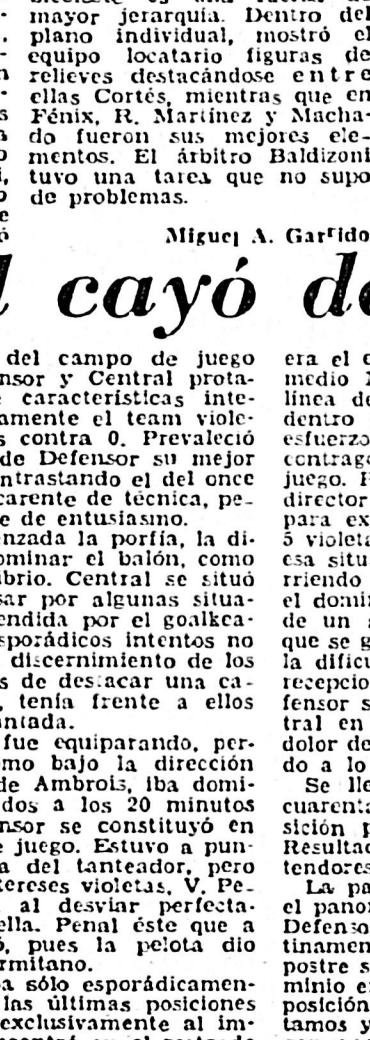 mayor jerarquía. Dentro del
plano individual, mostró el
equipo locatario figuras de
relieves destacándose entre
ellas Cortés, mientras que en
Fénix, R. Martínez y Macha-
do fueron sus mejores ele-
mentos. El árbitro Baldizoni
tuvo una tarea que no supo
de problemas.
Miguel A. Garrido
cayó de
del campo de juego
nsor y Central prota-
características inte-
amente el team viole-
s contra 0. Prevaleció
de Defensor su mejor
ntrastando el del once
carente de técnica, pe-
e de entusiasmo.
enzada la porfía, la di-
ominar el balón, como
ibrio. Central se situó
sar por algunas situa-
endida por el goalkea-
sporádicos intentos no
discernimiento de los
s de destacar una ca-
, tenía frente a ellos
antada.
fue equiparando, per-
mo bajo la dirección
de Ambrois, iba domi-
dos a los 20 minutos
nsor se constituyó en
e juego. Estuvo a pun-
a del tanteador, pero
tereses violetas, V. Pe-
al desviar perfecta-
ella. Penal éste que a
ó, pues la pelota dio
rmitano.
a sólo esporádicamen-
las últimas posiciones
exclusivamente al im-
era el
medio
línea de
dentro
esfuerzo
contrago
juego.
director
para ex
5 violeta
esa situ
rriendo
el domi
de un
que se g
la dificu
recepcio
fensor s
tral en
dolor de
do a lo
Se lle
cuarenta
sición p
Resultad
tendores
La pa
el pano
Defenso
tinamen
postre s
minio e
posición
tamos y